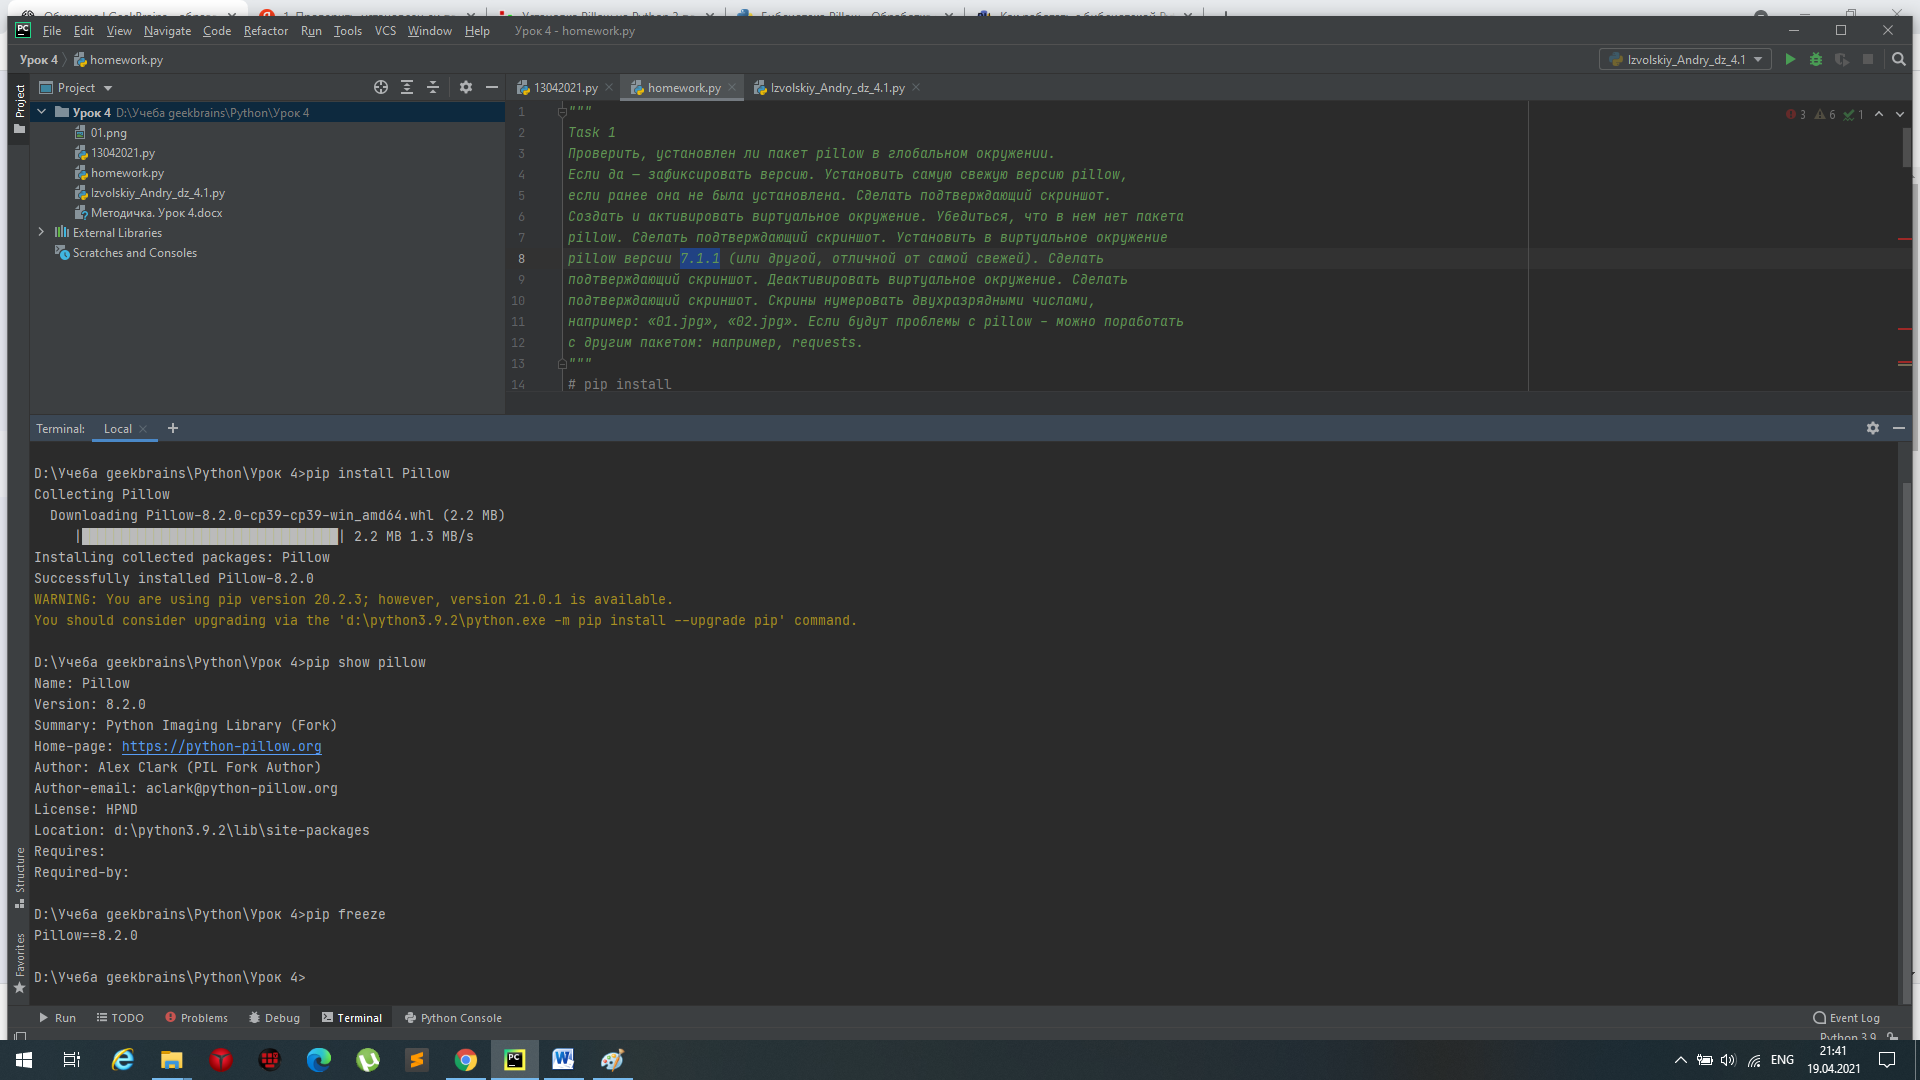 File Edit View Navigate Code Refactor Run Tools VCS Window Help Урок 4 - homework.py
Урок 4 homework.py Izvolskiy_Andry_dz_4.1
Project
Project
13042021.py homework.py Izvolskiy_Andry_dz_4.1.py
Урок 4 D:\Учеба geekbrains\Python\Урок 4
01.png
13042021.py
homework.py
Izvolskiy_Andry_dz_4.1.py
Методичка. Урок 4.docx
External Libraries
Scratches and Consoles
3 6 1
1 """
2 Task 1
3 Проверить, установлен ли пакет pillow в глобальном окружении.
4 Если да – зафиксировать версию. Установить самую свежую версию pillow,
5 если ранее она не была установлена. Сделать подтверждающий скриншот.
6 Создать и активировать виртуальное окружение. Убедиться, что в нем нет пакета
7 pillow. Сделать подтверждающий скриншот. Установить в виртуальное окружение
8 pillow версии 7.1.1 (или другой, отличной от самой свежей). Сделать
9 подтверждающий скриншот. Деактивировать виртуальное окружение. Сделать
10 подтверждающий скриншот. Скрины нумеровать двухразрядными числами,
11 например: «01.jpg», «02.jpg». Если будут проблемы с pillow - можно поработать
12 с другим пакетом: например, requests.
13 """
14 # pip install
Terminal: Local
D:\Учеба geekbrains\Python\Урок 4>pip install Pillow
Collecting Pillow
Downloading Pillow-8.2.0-cp39-cp39-win_amd64.whl (2.2 MB)
| | 2.2 MB 1.3 MB/s
Installing collected packages: Pillow
Successfully installed Pillow-8.2.0
WARNING: You are using pip version 20.2.3; however, version 21.0.1 is available.
You should consider upgrading via the 'd:\python3.9.2\python.exe -m pip install --upgrade pip' command.
D:\Учеба geekbrains\Python\Урок 4>pip show pillow
Name: Pillow
Version: 8.2.0
Summary: Python Imaging Library (Fork)
Home-page: https://python-pillow.org
Author: Alex Clark (PIL Fork Author)
Author-email: aclark@python-pillow.org
License: HPND
Location: d:\python3.9.2\lib\site-packages
Requires:
Required-by:
D:\Учеба geekbrains\Python\Урок 4>pip freeze
Pillow==8.2.0
D:\Учеба geekbrains\Python\Урок 4>
Structure
Favorites
Run TODO Problems Debug Terminal Python Console Event Log
Python 3.9
ENG 21:41
19.04.2021